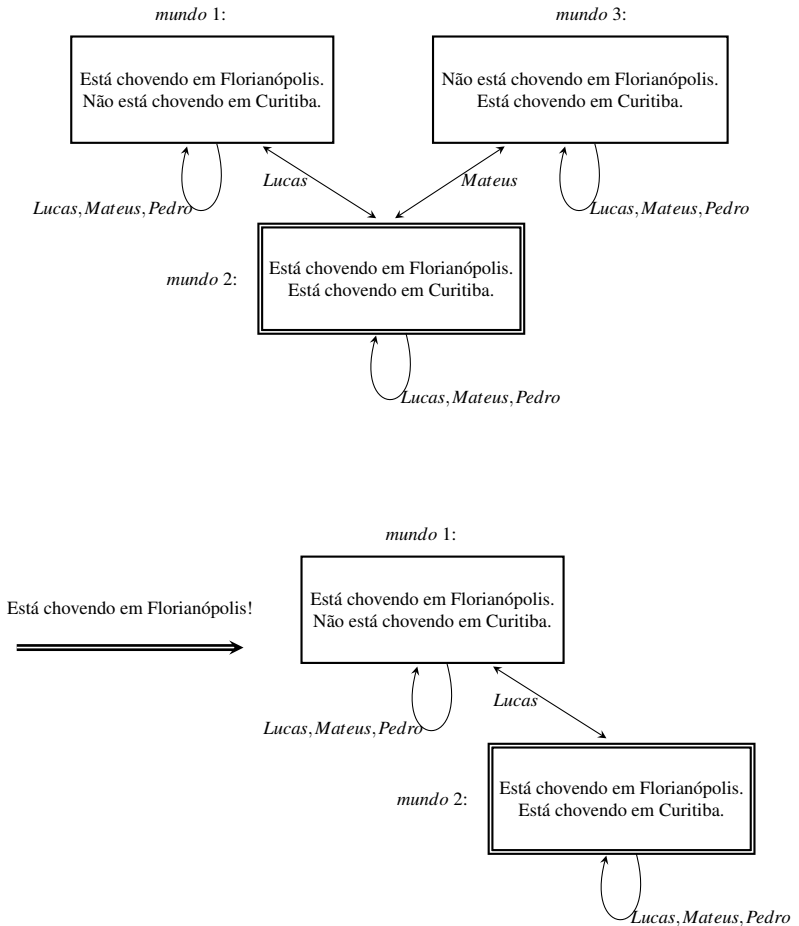 mundo 1:
mundo 3:
Está chovendo em Florianópolis.
Não está chovendo em Curitiba.
Não está chovendo em Florianópolis.
Está chovendo em Curitiba.
Lucas
Mateus
Lucas, Mateus, Pedro
Lucas, Mateus, Pedro
mundo 2:
Está chovendo em Florianópolis.
Está chovendo em Curitiba.
Lucas, Mateus, Pedro
mundo 1:
Está chovendo em Florianópolis!
Está chovendo em Florianópolis.
Não está chovendo em Curitiba.
Lucas
Lucas, Mateus, Pedro
mundo 2:
Está chovendo em Florianópolis.
Está chovendo em Curitiba.
Lucas, Mateus, Pedro